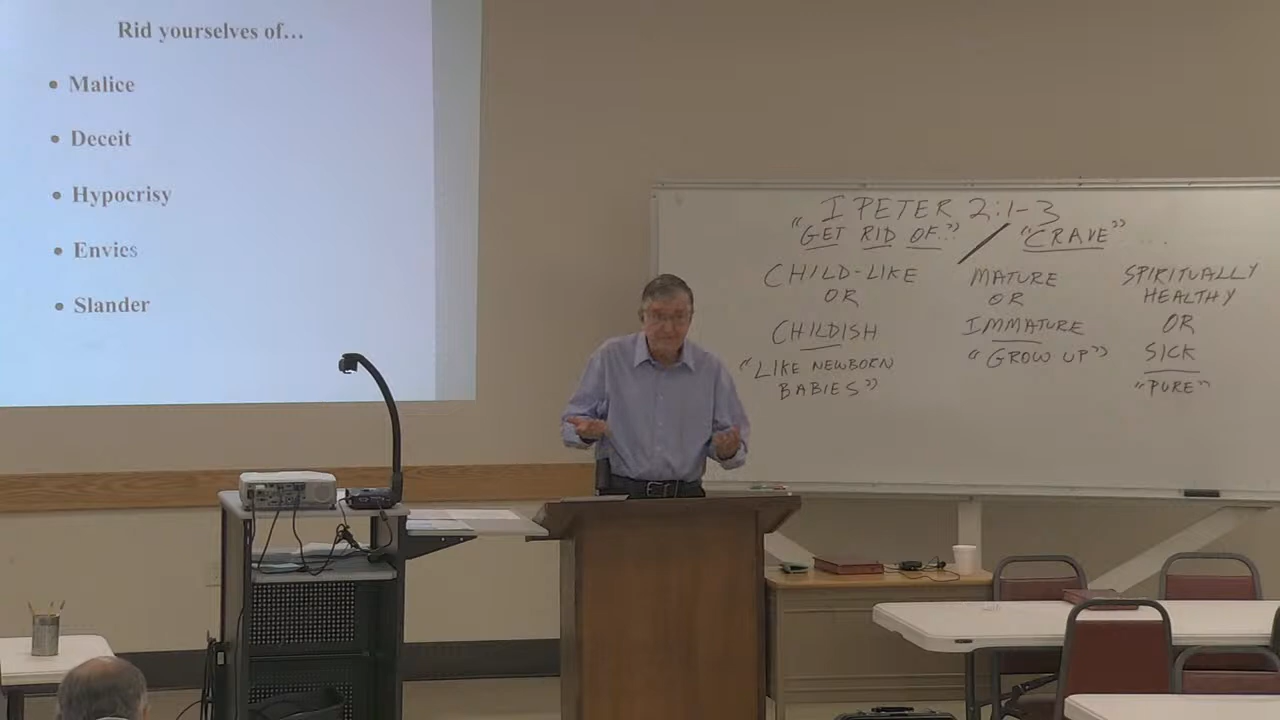 Rid yourselves of...
• Malice
• Deceit
• Hypocrisy
• Envies
• Slander
I PETER 2:1-3
"GET RID OF..." / "CRAVE"
CHILD-LIKE
OR
CHILDISH
"LIKE NEWBORN
BABIES"
MATURE
OR
IMMATURE
"GROW UP"
SPIRITUALLY
HEALTHY
OR
SICK
"PURE"